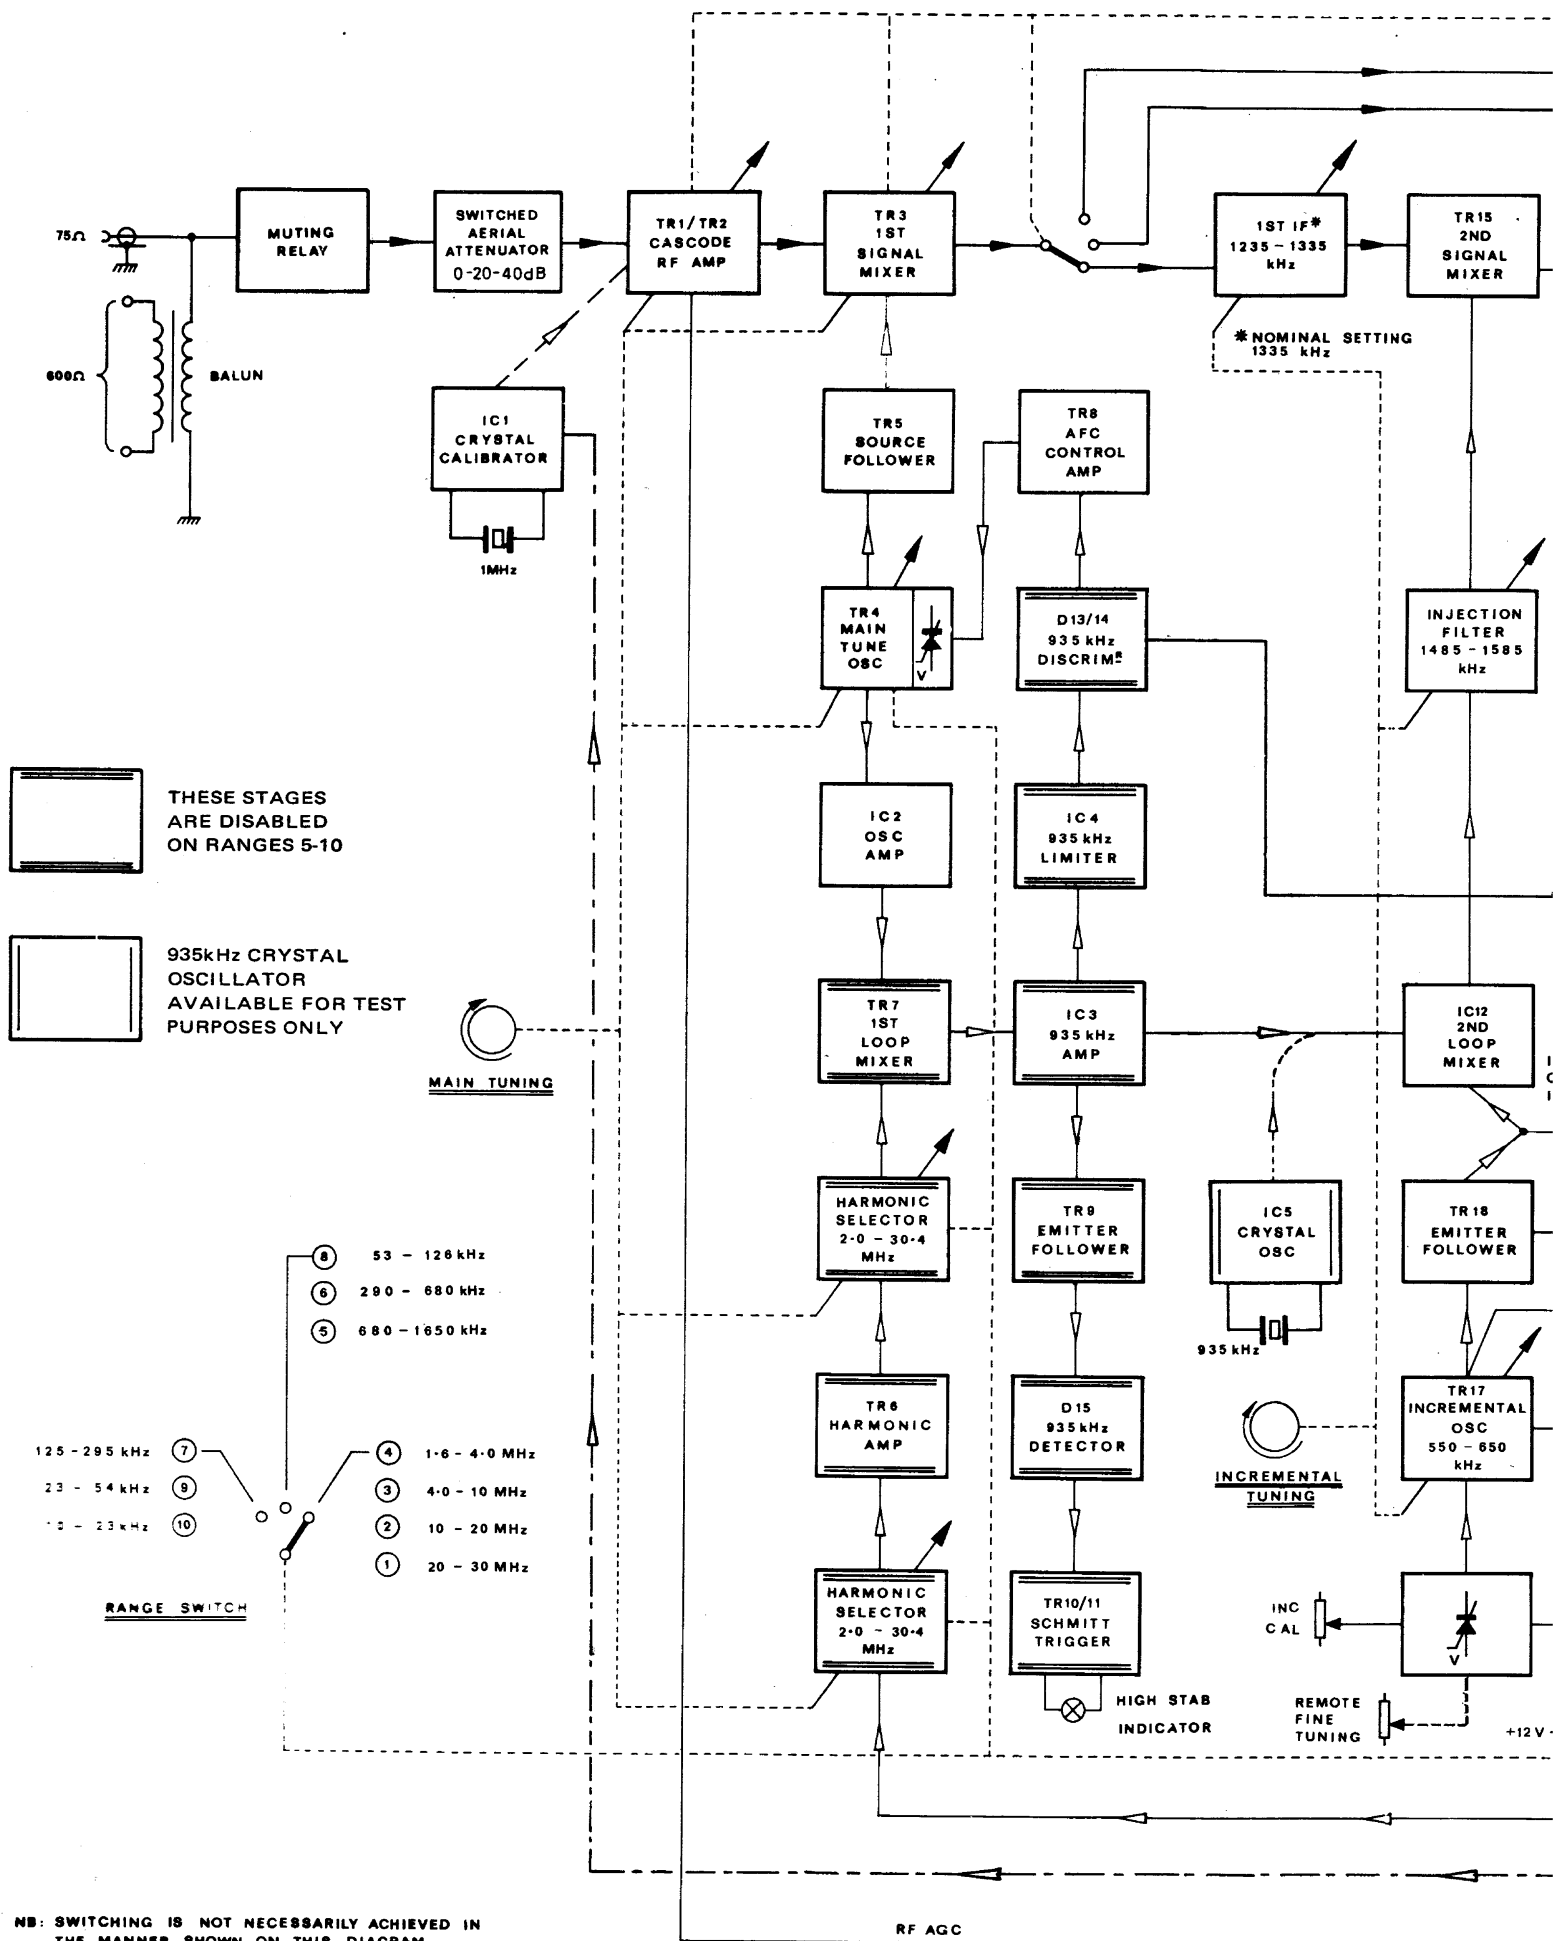 75Ω
MUTING
RELAY
SWITCHED
AERIAL
ATTENUATOR
0-20-40dB
TR1/TR2
CASCODE
RF AMP
TR3
1ST
SIGNAL
MIXER
1ST IF*
1235 - 1335
kHz
TR15
2ND
SIGNAL
MIXER
*NOMINAL SETTING
1335 kHz
600Ω
BALUN
IC1
CRYSTAL
CALIBRATOR
1MHz
TR5
SOURCE
FOLLOWER
TR8
AFC
CONTROL
AMP
TR4
MAIN
TUNE
OSC
V
D13/14
935 kHz
DISCRIMR
INJECTION
FILTER
1485 - 1585
kHz
THESE STAGES
ARE DISABLED
ON RANGES 5-10
IC2
OSC
AMP
IC4
935 kHz
LIMITER
935kHz CRYSTAL
OSCILLATOR
AVAILABLE FOR TEST
PURPOSES ONLY
MAIN TUNING
TR7
1ST
LOOP
MIXER
IC3
935 kHz
AMP
IC12
2ND
LOOP
MIXER
HARMONIC
SELECTOR
2·0 - 30·4
MHz
TR9
EMITTER
FOLLOWER
IC5
CRYSTAL
OSC
935 kHz
TR18
EMITTER
FOLLOWER
8 53 - 126 kHz
6 290 - 680 kHz
5 680 - 1650 kHz
TR6
HARMONIC
AMP
D15
935 kHz
DETECTOR
INCREMENTAL
TUNING
TR17
INCREMENTAL
OSC
550 - 650
kHz
125 - 295 kHz 7
23 - 54 kHz 9
- 23 kHz 10
4 1·6 - 4·0 MHz
3 4·0 - 10 MHz
2 10 - 20 MHz
1 20 - 30 MHz
RANGE SWITCH
HARMONIC
SELECTOR
2·0 - 30·4
MHz
TR10/11
SCHMITT
TRIGGER
HIGH STAB
INDICATOR
INC
CAL
V
REMOTE
FINE
TUNING
+12V
NB: SWITCHING IS NOT NECESSARILY ACHIEVED IN
THE MANNER SHOWN ON THIS DIAGRAM
RF AGC